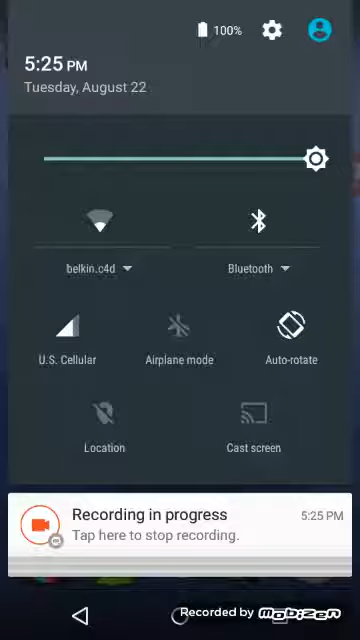 100%
5:25 PM
Tuesday, August 22
belkin.c4d
Bluetooth
U.S. Cellular
Airplane mode
Auto-rotate
Location
Cast screen
Recording in progress
5:25 PM
Tap here to stop recording.
Recorded by mobizen